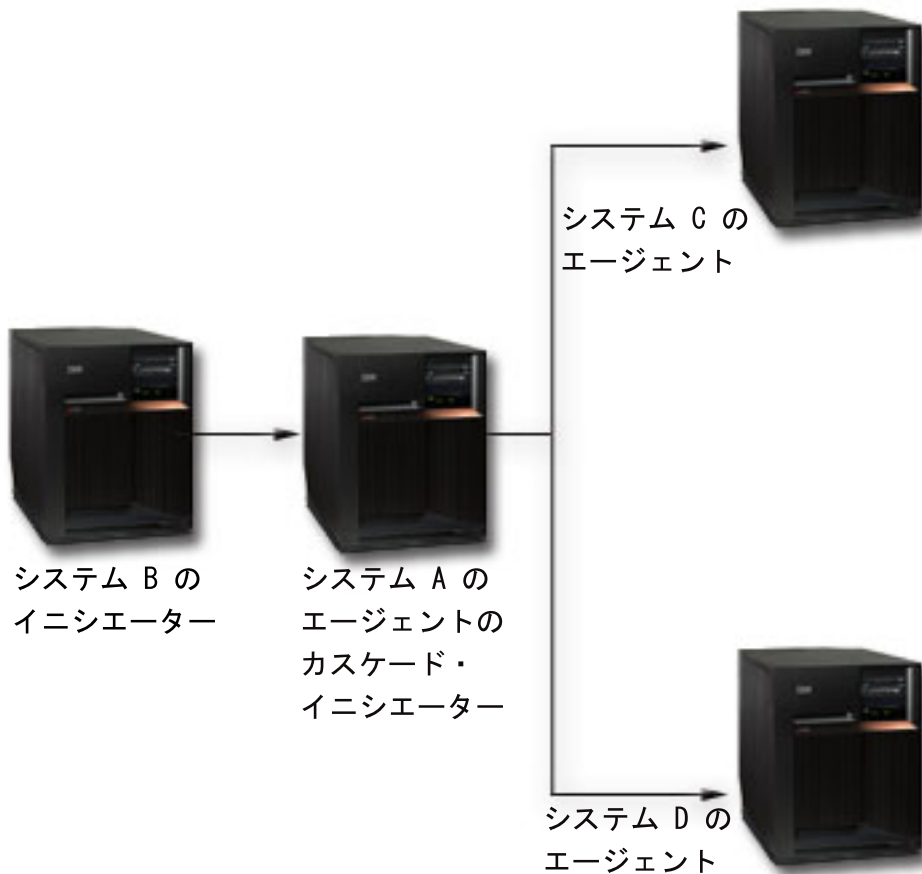 システム C の
エージェント
システム B の
イニシエーター
システム A の
エージェントの
カスケード・
イニシエーター
システム D の
エージェント